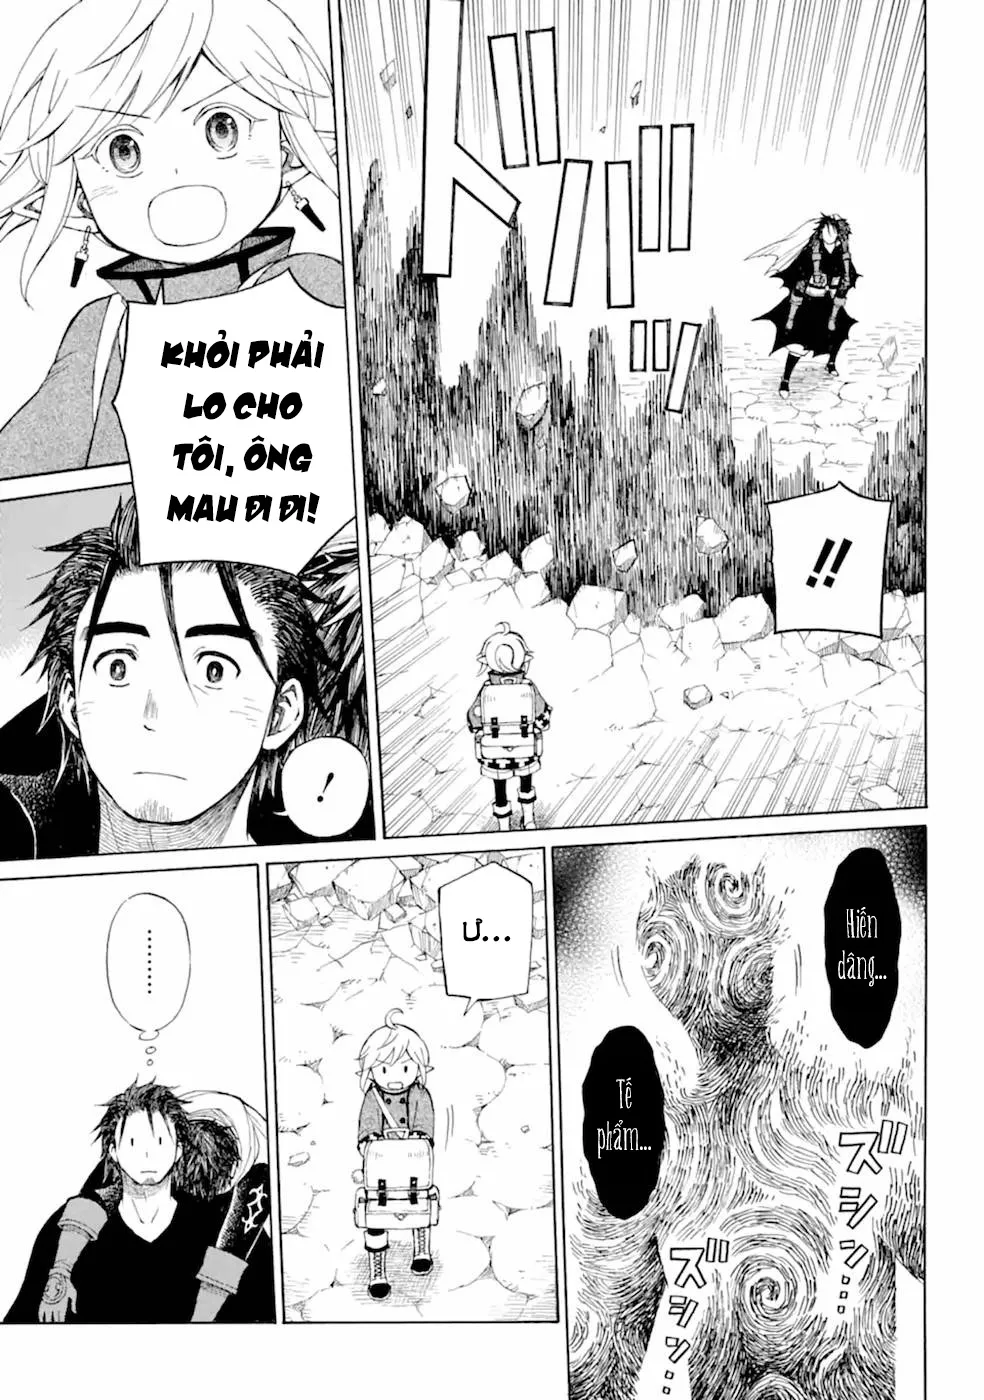 ドドドドド
!!
KHỎI PHẢI
LO CHO
TÔI, ÔNG
MAU ĐI ĐI!
!
Hiến
dâng...
Tế
phẩm...
ズシン...
ズシン...
Ư...
.........